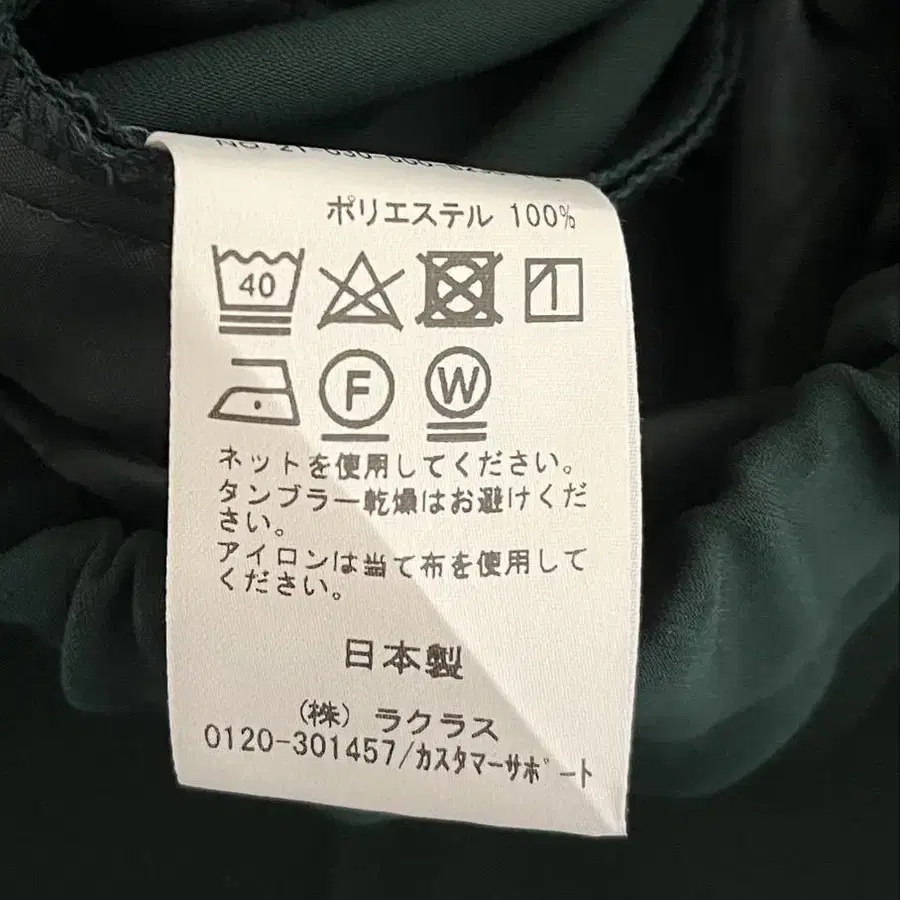 ポリエステル 100%
40
F W
ネットを使用してください。
タンブラー乾燥はお避けくだ
さい。
アイロンは当て布を使用して
ください。
日本製
(株) ラクラス
0120-301457/カスタマーサポート